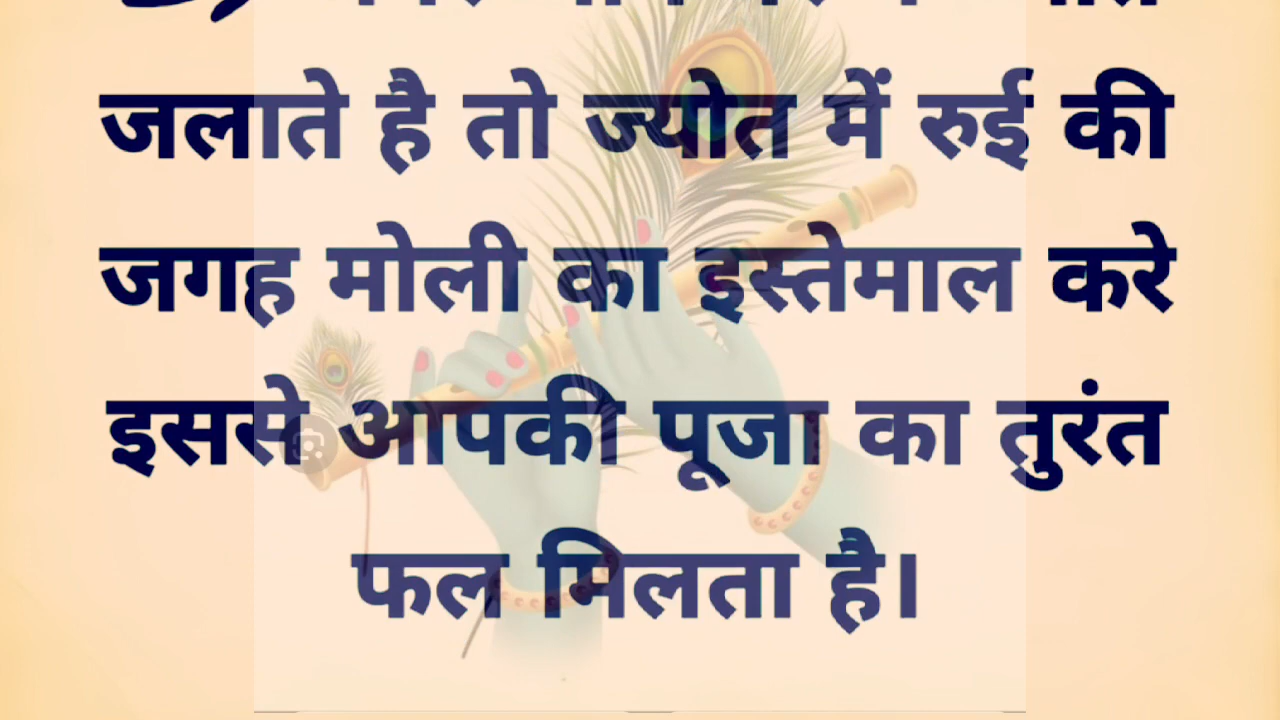 जलाते है तो ज्योत में रुई की
जगह मोली का इस्तेमाल करे
इससे आपकी पूजा का तुरंत
फल मिलता है।